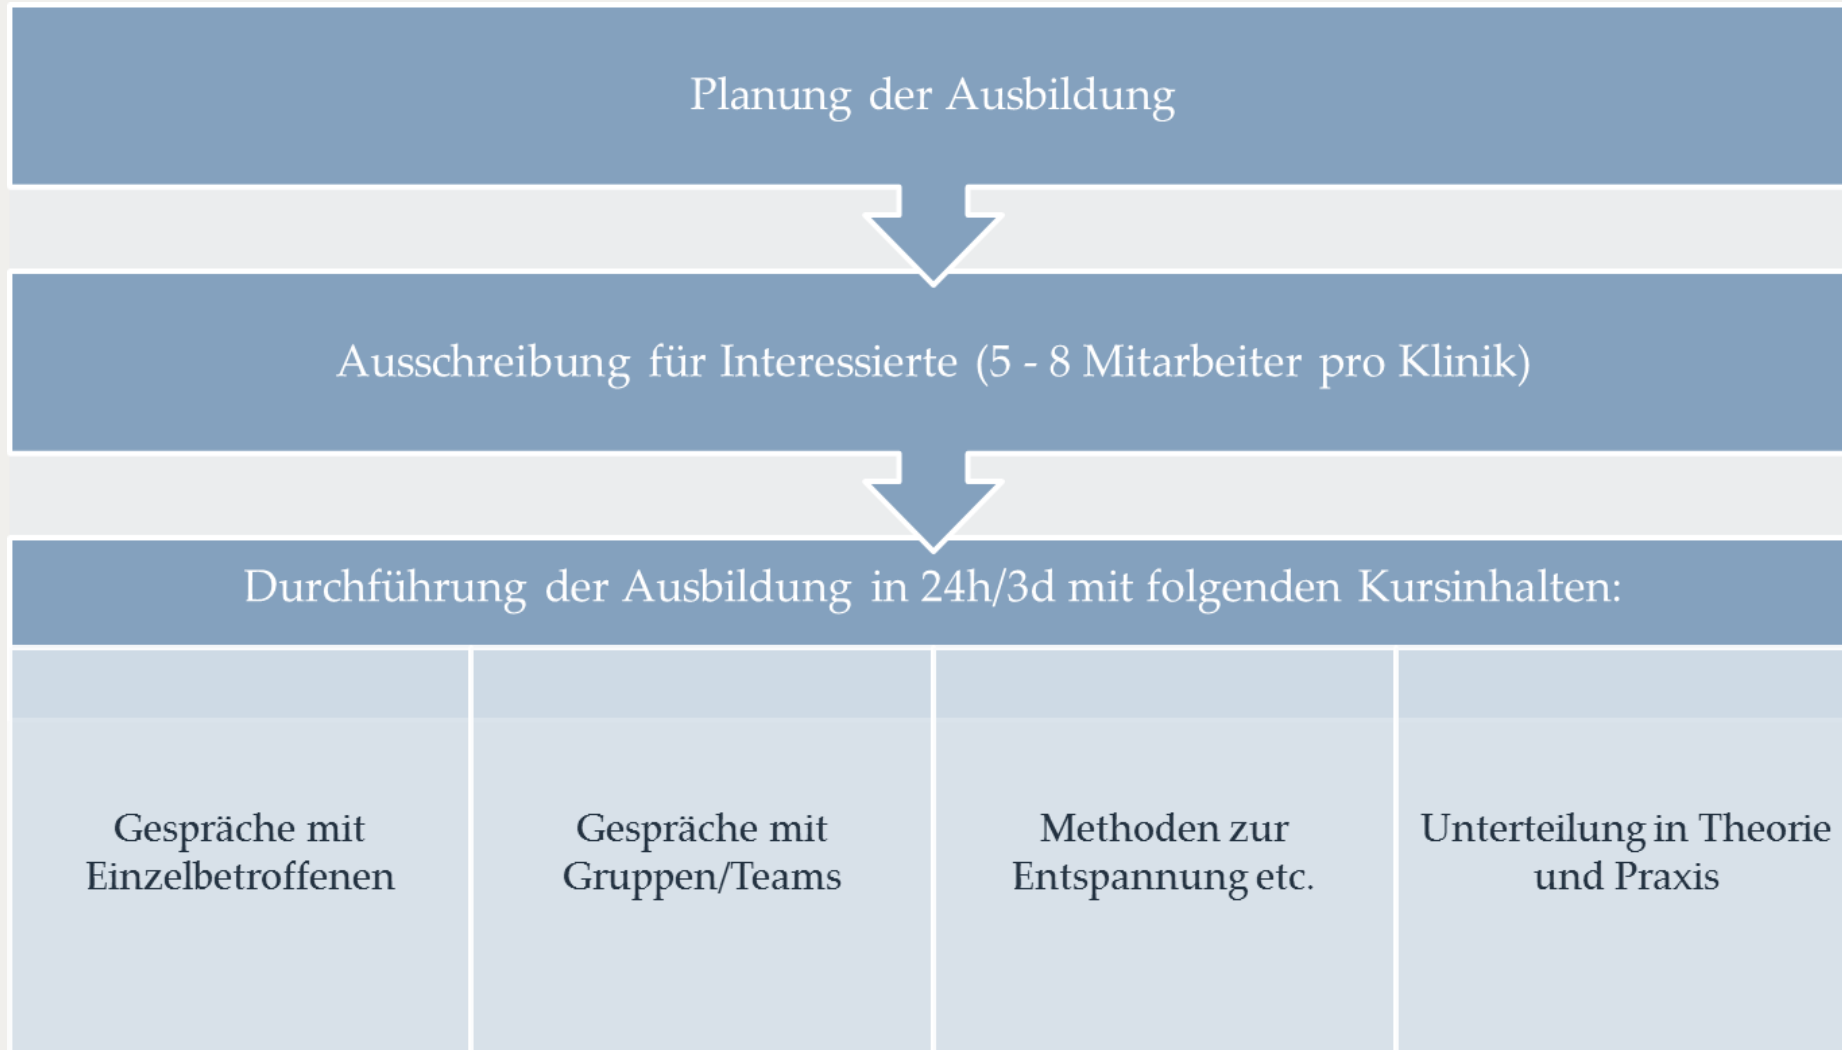 Planung der Ausbildung
Ausschreibung für Interessierte (5 - 8 Mitarbeiter pro Klinik)
Durchführung der Ausbildung in 24h/3d mit folgenden Kursinhalten:
Gespräche mit
Einzelbetroffenen
Gespräche mit
Gruppen/Teams
Methoden zur
Entspannung etc.
Unterteilung in Theorie
und Praxis